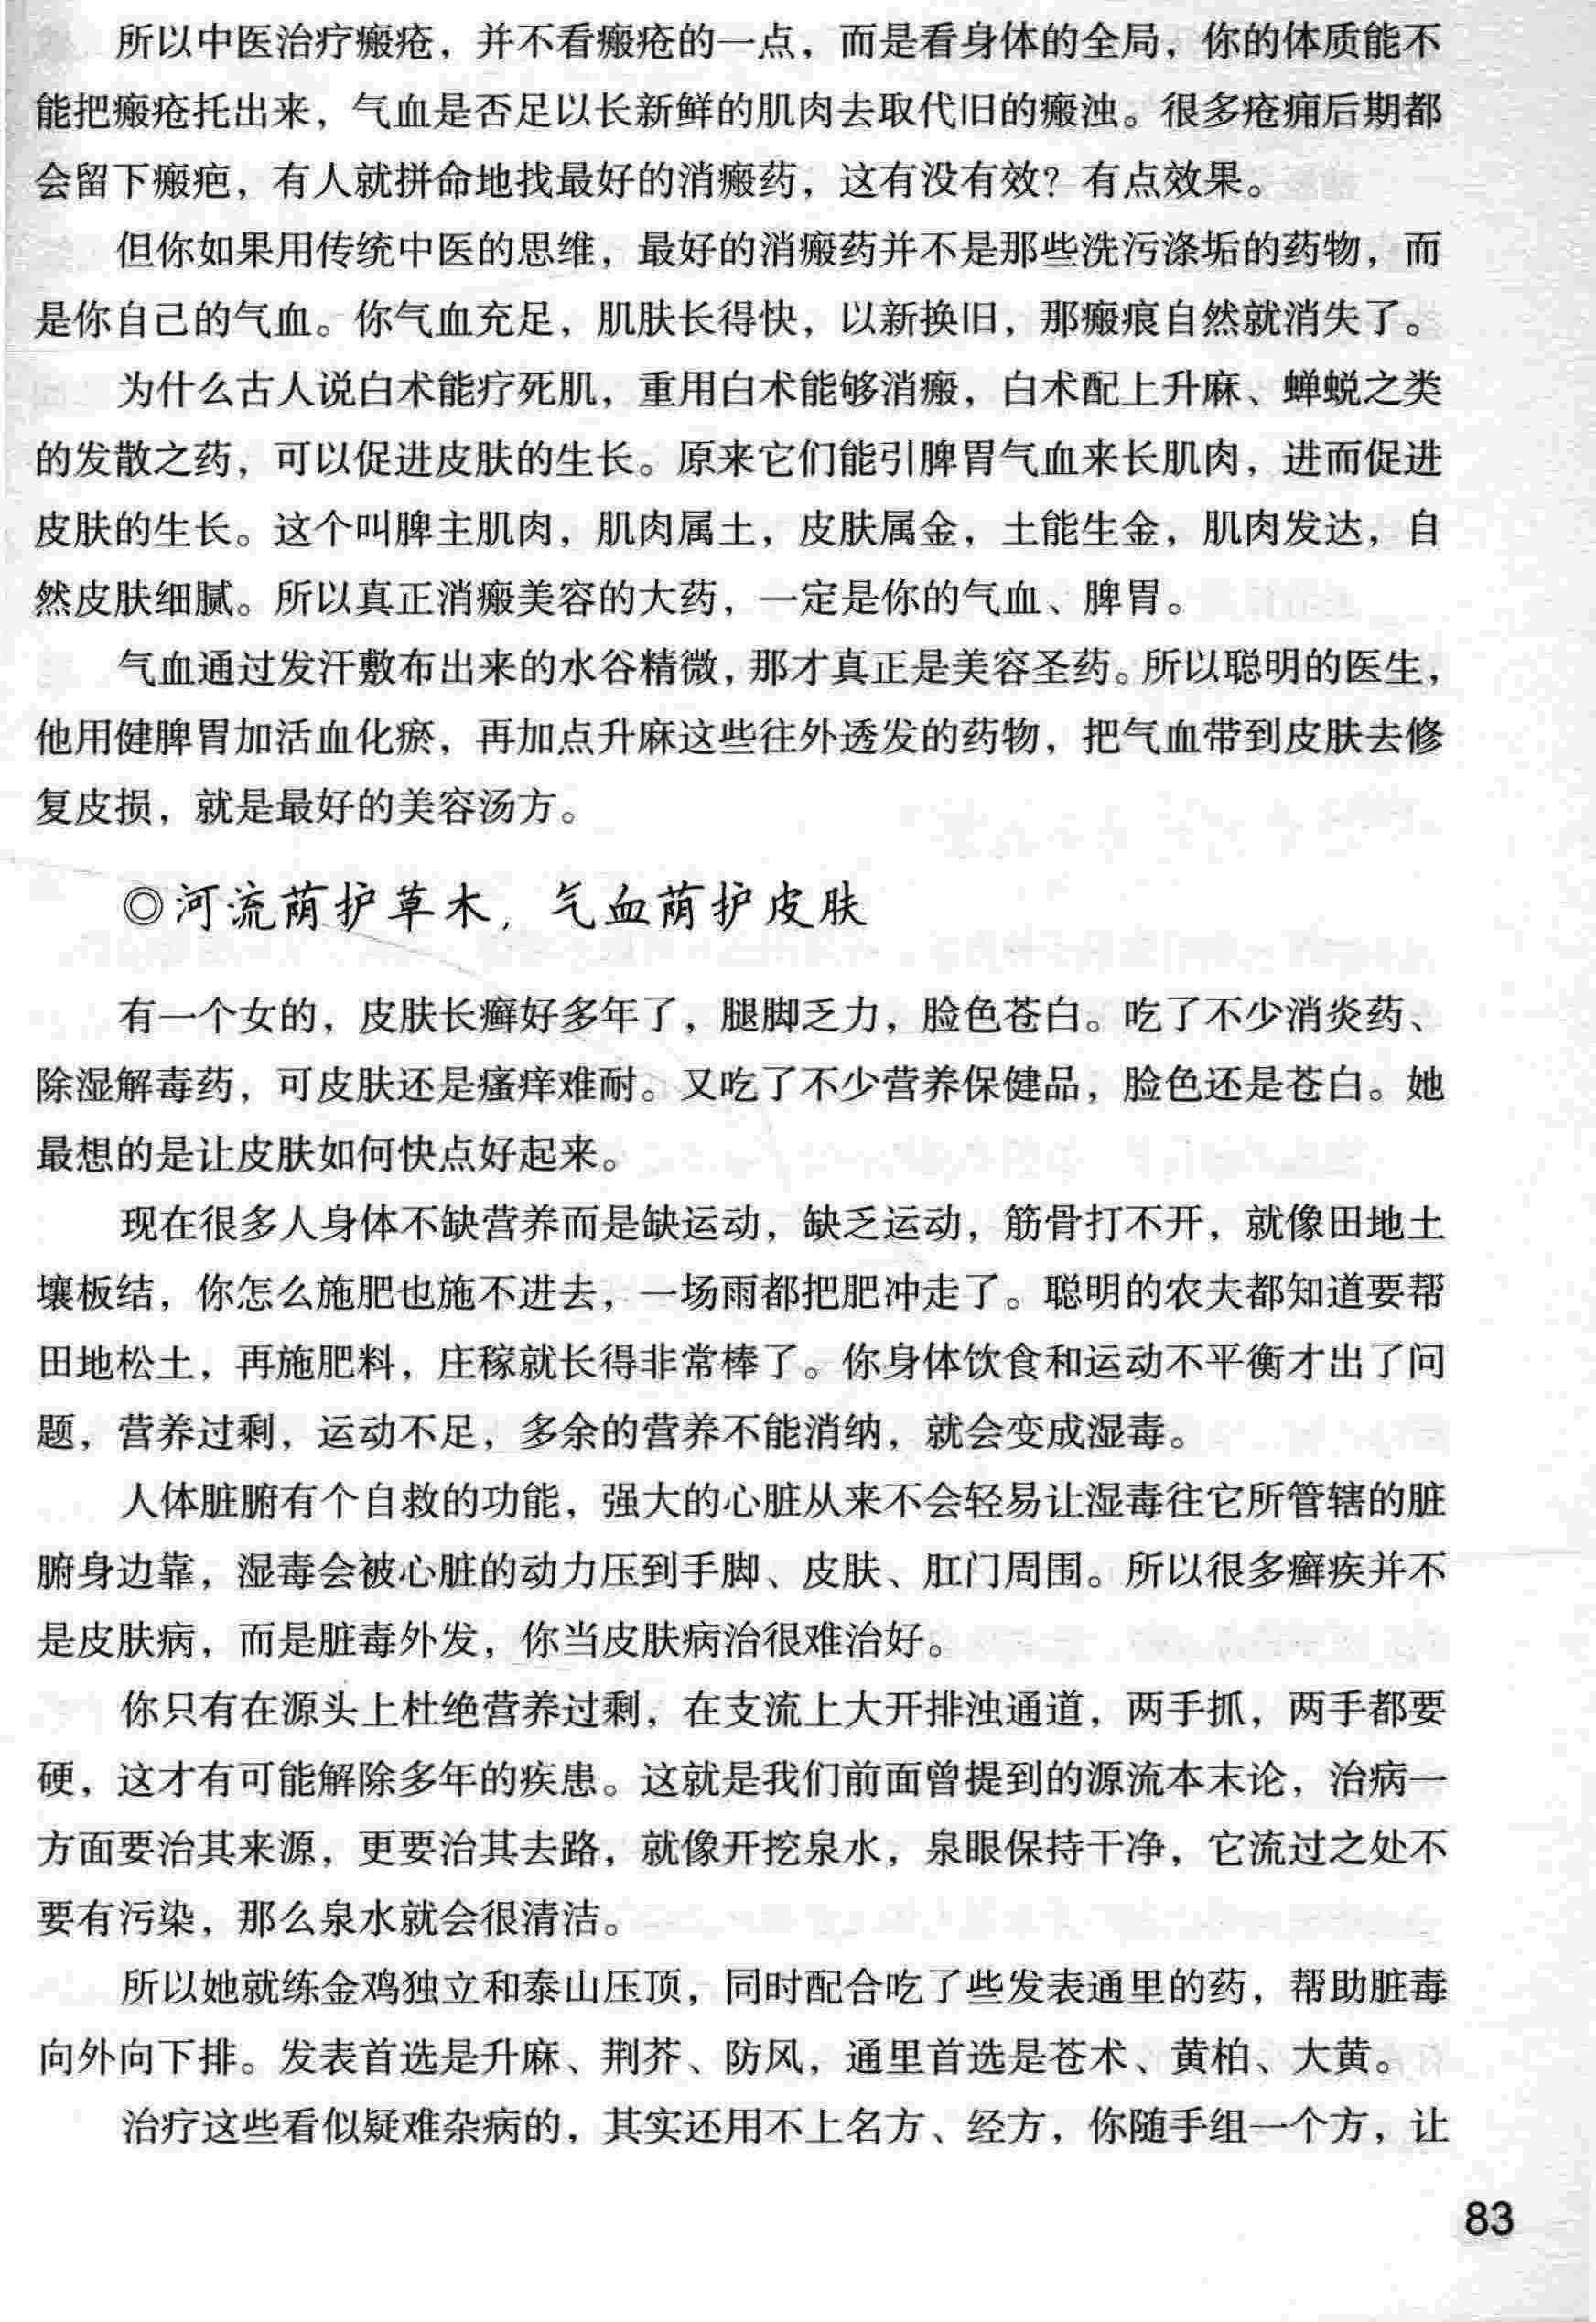 所以中医治疗瘢疮，并不看瘢疮的一点，而是看身体的全局，你的体质能不
能把瘢疮托出来，气血是否足以长新鲜的肌肉去取代旧的瘢浊。很多疮痈后期都
会留下瘢疤，有人就拼命地找最好的消瘢药，这有没有效？有点效果。
但你如果用传统中医的思维，最好的消瘢药并不是那些洗污涤垢的药物，而
是你自己的气血。你气血充足，肌肤长得快，以新换旧，那瘢痕自然就消失了。
为什么古人说白术能疗死肌，重用白术能够消瘢，白术配上升麻、蝉蜕之类
的发散之药，可以促进皮肤的生长。原来它们能引脾胃气血来长肌肉，进而促进
皮肤的生长。这个叫脾主肌肉，肌肉属土，皮肤属金，土能生金，肌肉发达，自
然皮肤细腻。所以真正消瘢美容的大药，一定是你的气血、脾胃。
气血通过发汗敷布出来的水谷精微，那才真正是美容圣药。所以聪明的医生，
他用健脾胃加活血化瘀，再加点升麻这些往外透发的药物，把气血带到皮肤去修
复皮损，就是最好的美容汤方。
◎河流荫护草木，气血荫护皮肤
有一个女的，皮肤长癣好多年了，腿脚乏力，脸色苍白。吃了不少消炎药、
除湿解毒药，可皮肤还是瘙痒难耐。又吃了不少营养保健品，脸色还是苍白。她
最想的是让皮肤如何快点好起来。
现在很多人身体不缺营养而是缺运动，缺乏运动，筋骨打不开，就像田地土
壤板结，你怎么施肥也施不进去，一场雨都把肥冲走了。聪明的农夫都知道要帮
田地松土，再施肥料，庄稼就长得非常棒了。你身体饮食和运动不平衡才出了问
题，营养过剩，运动不足，多余的营养不能消纳，就会变成湿毒。
人体脏腑有个自救的功能，强大的心脏从来不会轻易让湿毒往它所管辖的脏
腑身边靠，湿毒会被心脏的动力压到手脚、皮肤、肛门周围。所以很多癣疾并不
是皮肤病，而是脏毒外发，你当皮肤病治很难治好。
你只有在源头上杜绝营养过剩，在支流上大开排浊通道，两手抓，两手都要
硬，这才有可能解除多年的疾患。这就是我们前面曾提到的源流本末论，治病一
方面要治其来源，更要治其去路，就像开挖泉水，泉眼保持干净，它流过之处不
要有污染，那么泉水就会很清洁。
所以她就练金鸡独立和泰山压顶，同时配合吃了些发表通里的药，帮助脏毒
向外向下排。发表首选是升麻、荆芥、防风，通里首选是苍术、黄柏、大黄。
治疗这些看似疑难杂病的，其实还用不上名方、经方，你随手组一个方，让
83